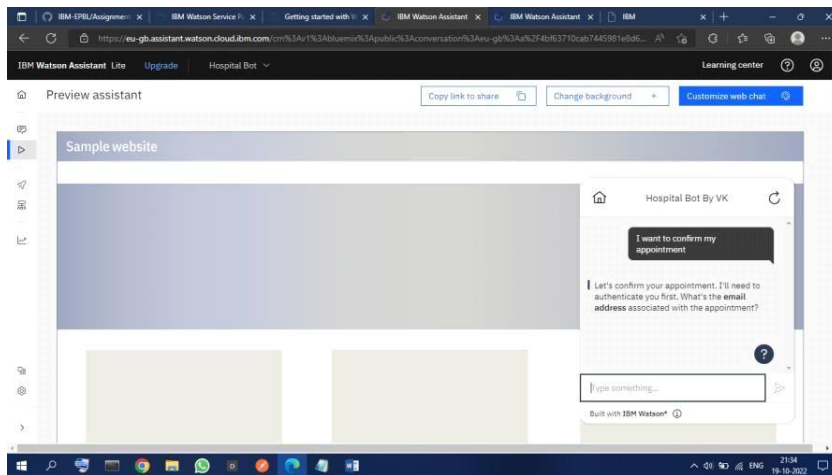 IBM-EPBL/Assignment
IBM Watson Service
Getting started with
IBM Watson Assistant
IBM Watson Assistant
IBM
https://eu-gb.assistant.watson.cloud.ibm.com/
IBM Watson Assistant Lite Upgrade Hospital Bot Learning center
Preview assistant
Copy link to share
Change background
Customize web chat
Sample website
Hospital Bot By VK
I want to confirm my
appointment
Let's confirm your appointment. I'll need to
authenticate you first. What's the email
address associated with the appointment?
?
Type something...
Built with IBM Watson®
ENG
21:34
19-10-2022